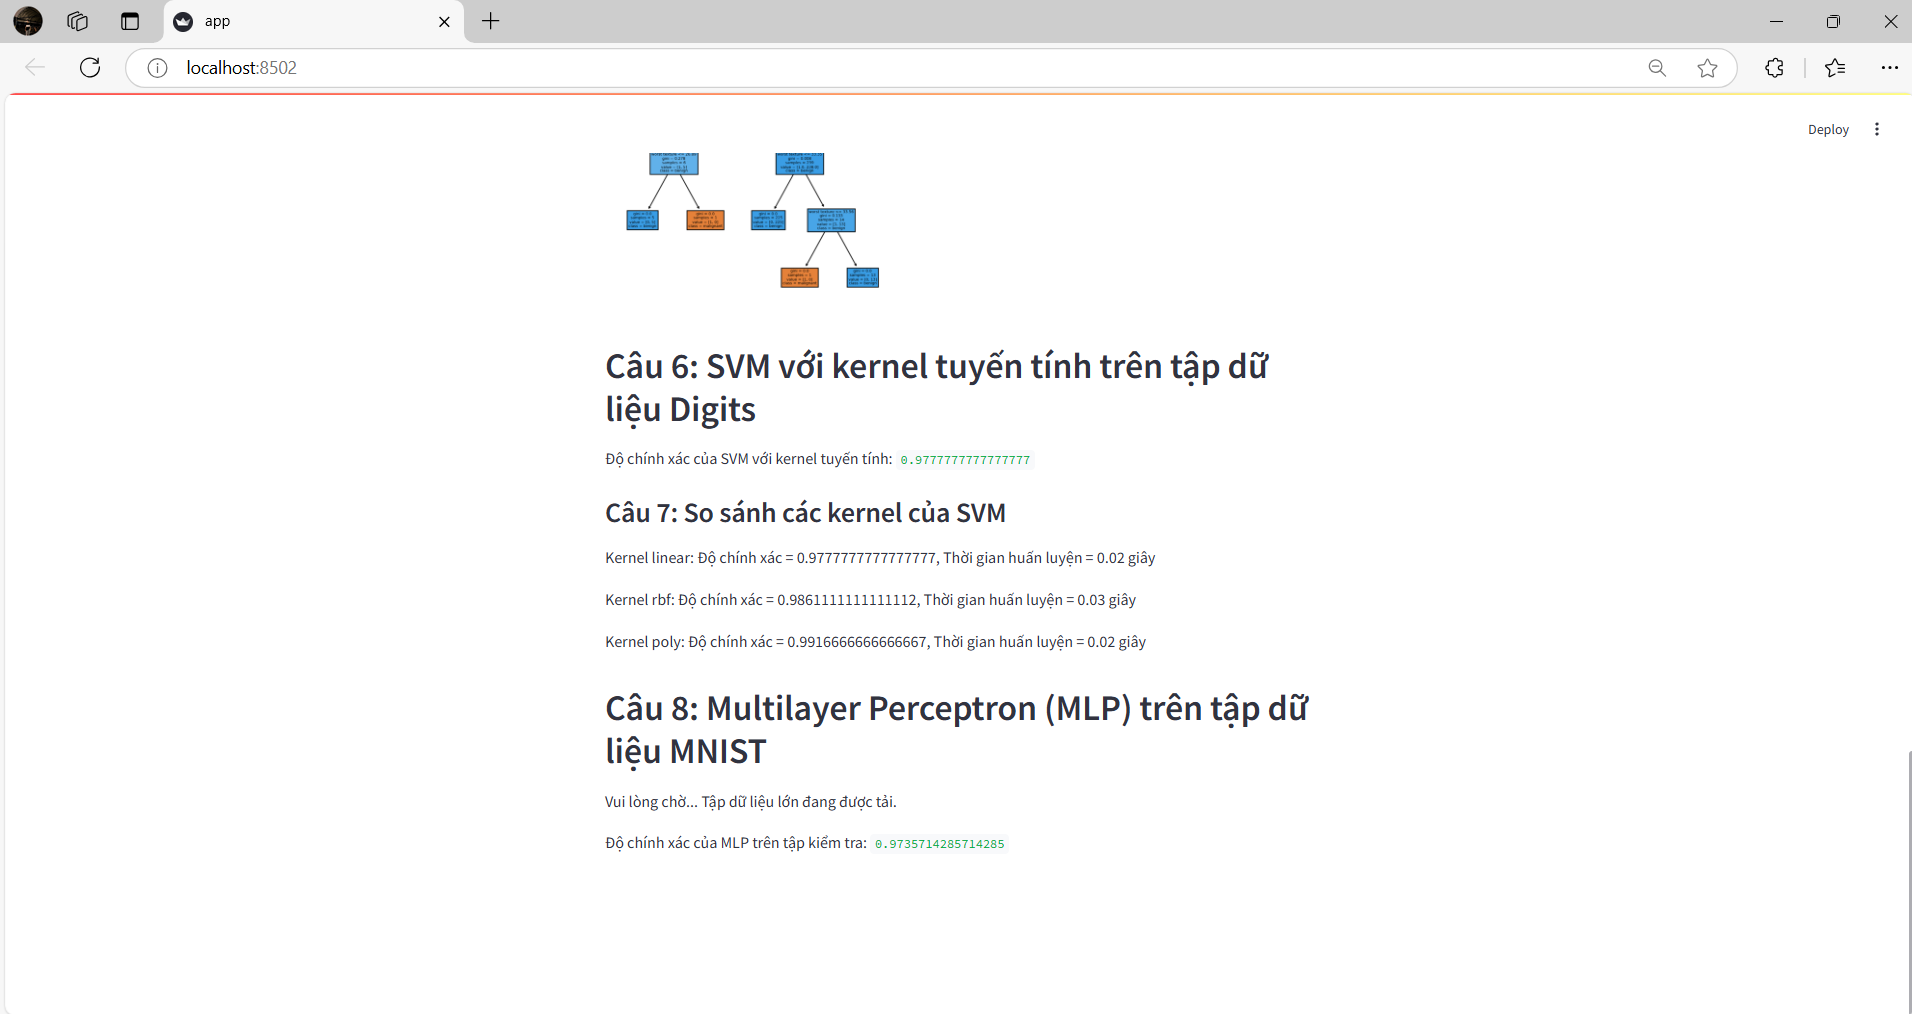 app
localhost:8502
Deploy
Câu 6: SVM với kernel tuyến tính trên tập dữ
liệu Digits
Độ chính xác của SVM với kernel tuyến tính: 0.9777777777777777
Câu 7: So sánh các kernel của SVM
Kernel linear: Độ chính xác = 0.9777777777777777, Thời gian huấn luyện = 0.02 giây
Kernel rbf: Độ chính xác = 0.9861111111111112, Thời gian huấn luyện = 0.03 giây
Kernel poly: Độ chính xác = 0.9916666666666667, Thời gian huấn luyện = 0.02 giây
Câu 8: Multilayer Perceptron (MLP) trên tập dữ
liệu MNIST
Vui lòng chờ... Tập dữ liệu lớn đang được tải.
Độ chính xác của MLP trên tập kiểm tra: 0.9735714285714285